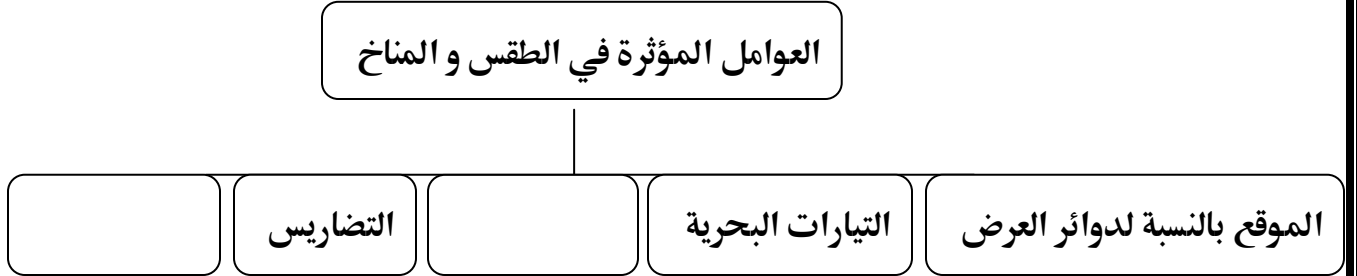 العوامل المؤثرة في الطقس و المناخ
الموقع بالنسبة لدوائر العرض
التيارات البحرية
التضاريس